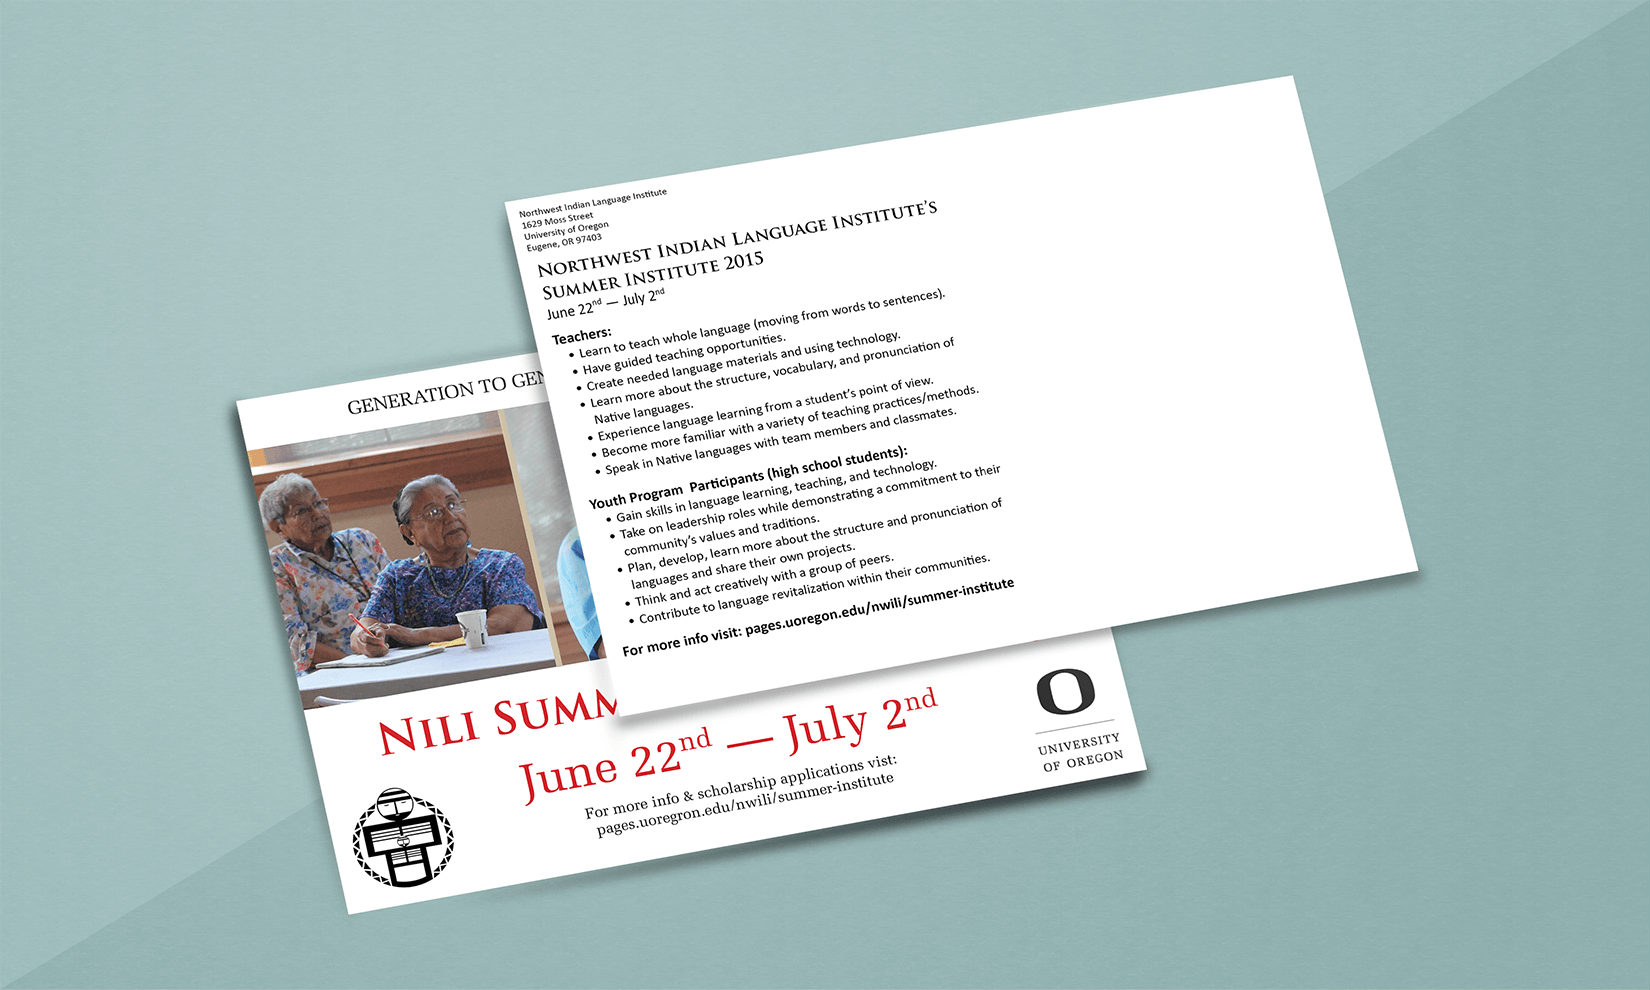 Northwest Indian Language Institute
1629 Moss Street
University of Oregon
Eugene, OR 97403
Northwest Indian Language Institute's
Summer Institute 2015
June 22nd — July 2nd
Teachers:
• Learn to teach whole language (moving from words to sentences).
• Have guided teaching opportunities.
• Create needed language materials and using technology.
• Learn more about the structure, vocabulary, and pronunciation of
Native languages.
• Experience language learning from a student's point of view.
• Become more familiar with a variety of teaching practices/methods.
• Speak in Native languages with team members and classmates.
Youth Program Participants (high school students):
• Gain skills in language learning, teaching, and technology.
• Take on leadership roles while demonstrating a commitment to their
community's values and traditions.
• Plan, develop, learn more about the structure and pronunciation of
languages and share their own projects.
• Think and act creatively with a group of peers.
• Contribute to language revitalization within their communities.
For more info visit: pages.uoregon.edu/nwili/summer-institute
GENERATION TO GEN
Nili Summ
June 22nd — July 2nd
For more info & scholarship applications vist:
pages.uoregron.edu/nwili/summer-institute
O
UNIVERSITY
OF OREGON